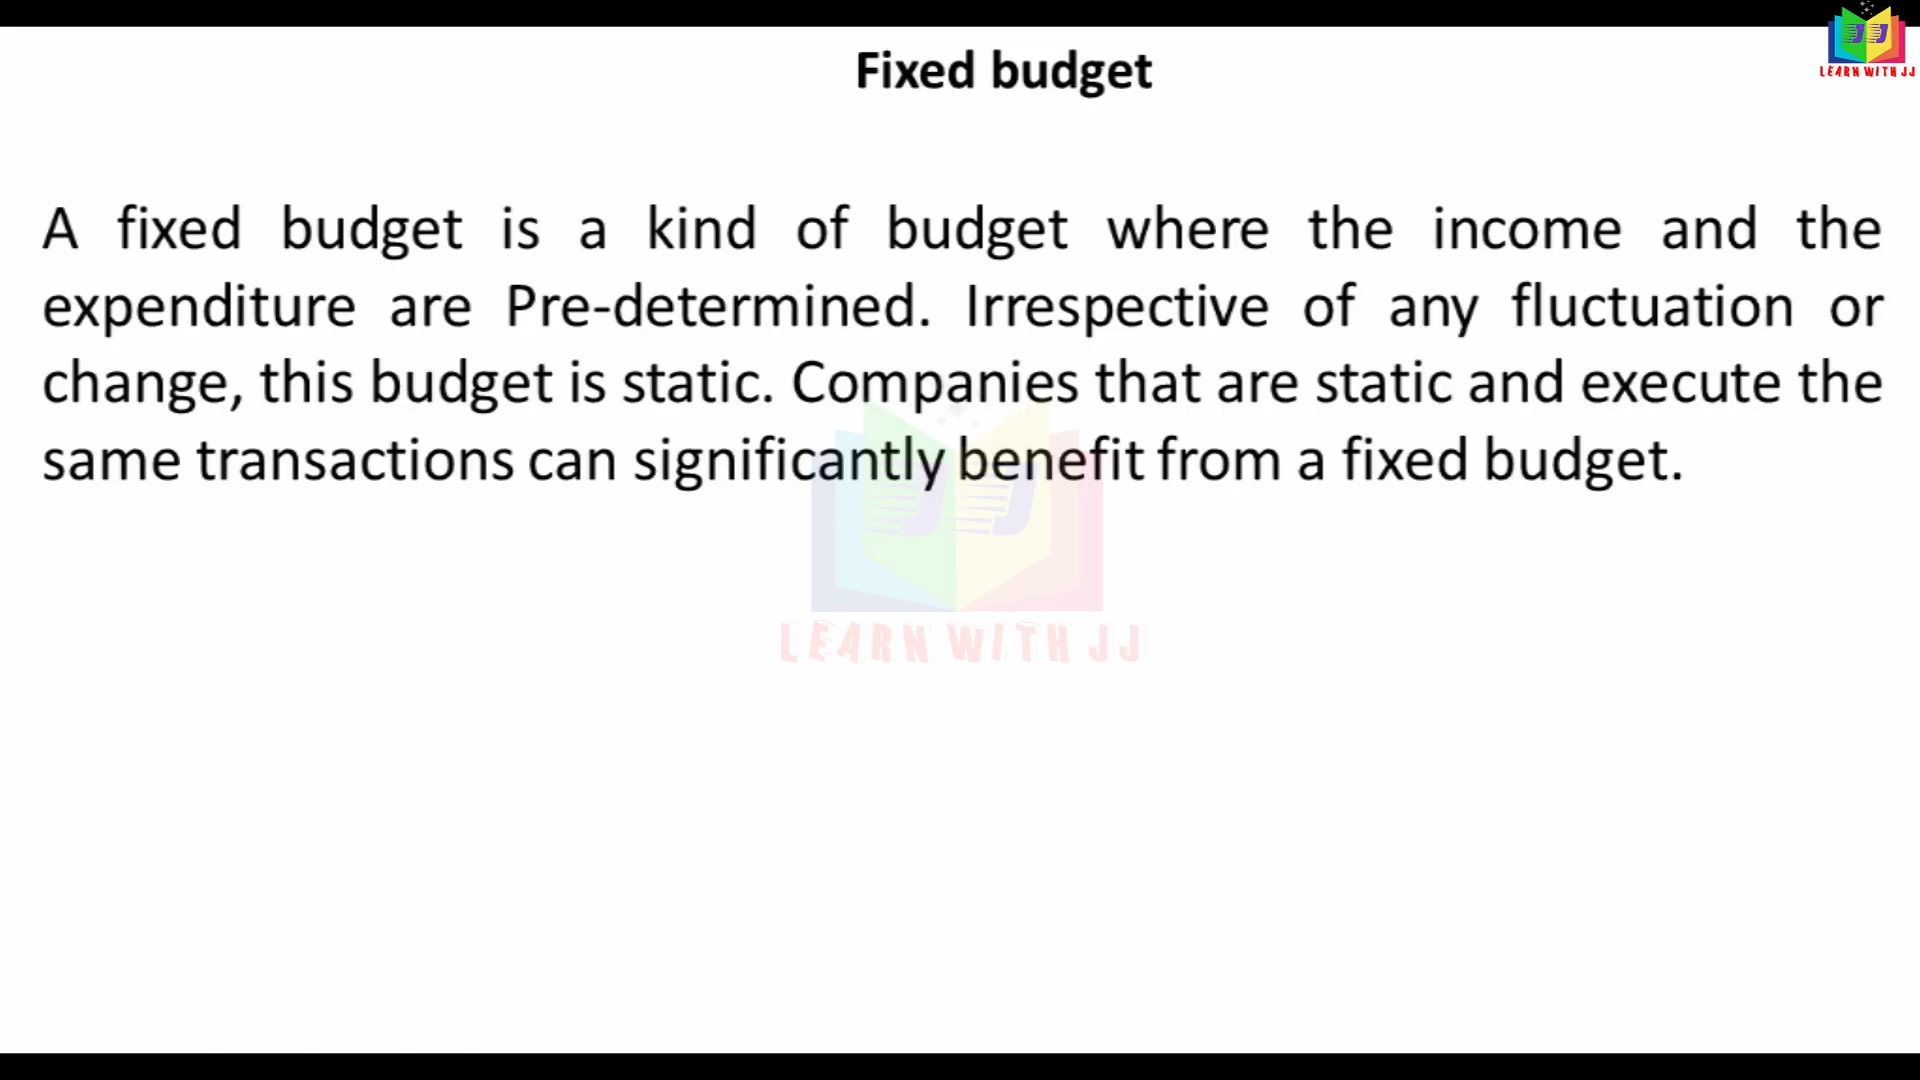 LEARN WITH JJ
Fixed budget
A fixed budget is a kind of budget where the income and the
expenditure are Pre-determined. Irrespective of any fluctuation or
change, this budget is static. Companies that are static and execute the
same transactions can significantly benefit from a fixed budget.
LEARN WITH JJ